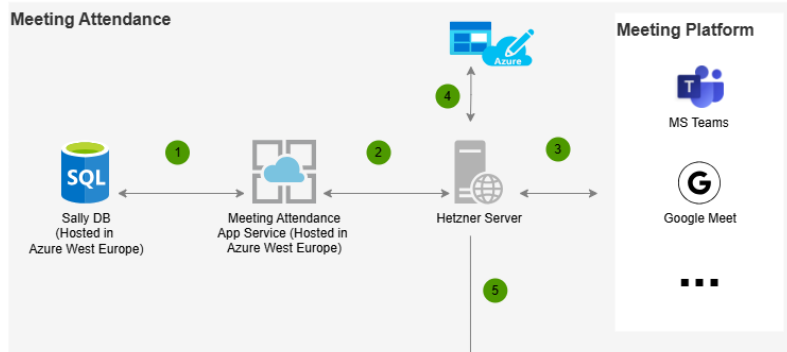 Meeting Attendance
Azure
Meeting Platform
4
T
MS Teams
1
2
3
SQL
G
Sally DB
(Hosted in
Azure West Europe)
Meeting Attendance
App Service (Hosted in
Azure West Europe)
Hetzner Server
Google Meet
...
5